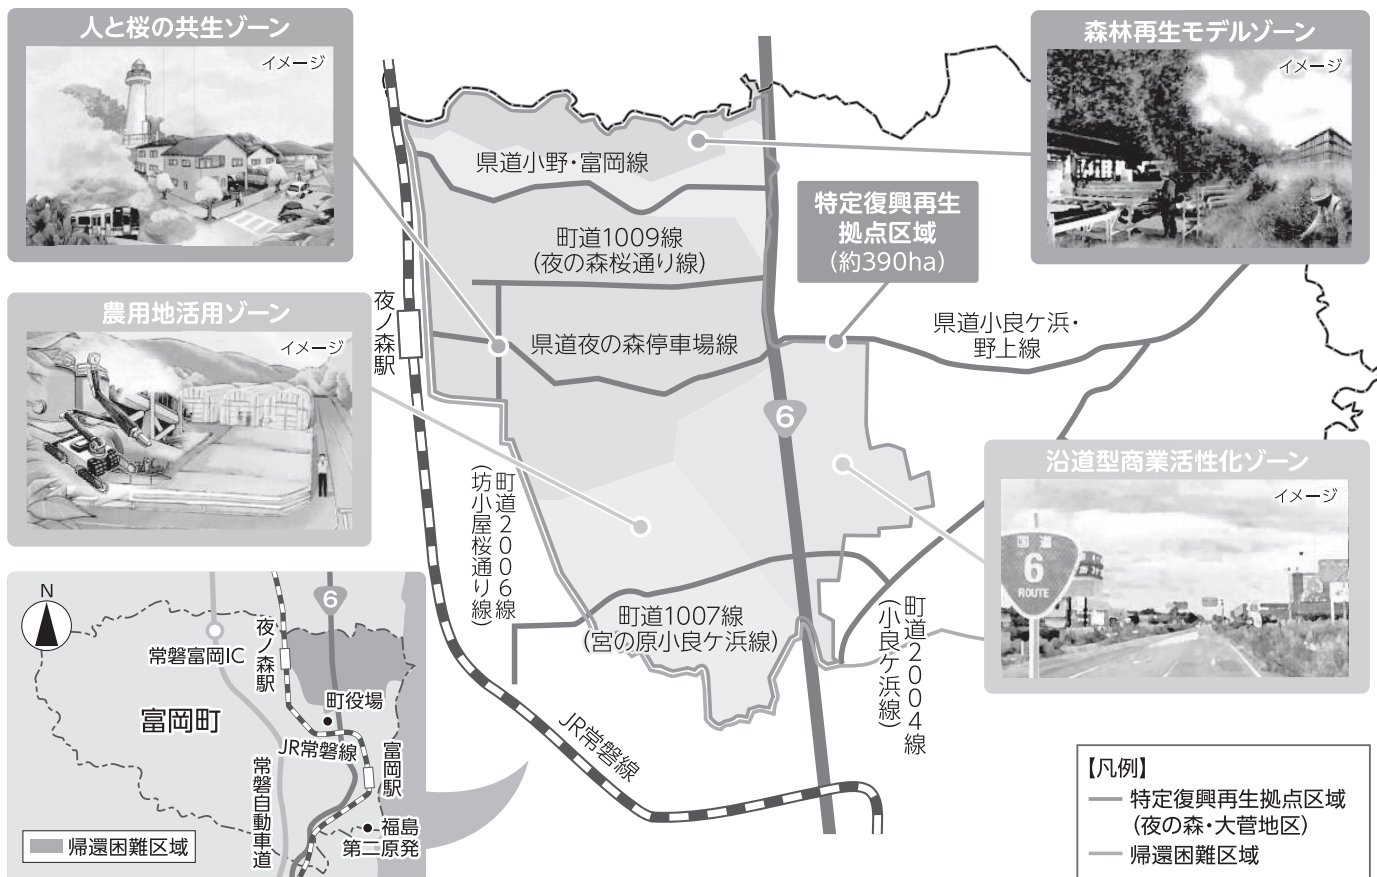 人と桜の共生ゾーン
イメージ
森林再生モデルゾーン
イメージ
県道小野・富岡線
特定復興再生
拠点区域
(約390ha)
町道1009線
(夜の森桜通り線)
農用地活用ゾーン
イメージ
夜ノ森駅
県道夜の森停車場線
県道小良ケ浜・
野上線
6
沿道型商業活性化ゾーン
イメージ
国道
6
ROUTE
町道2006線
(坊小屋桜通り線)
町道1007線
(宮の原小良ケ浜線)
町道2004線
(小良ケ浜線)
JR常磐線
N
6
常磐富岡IC
夜ノ森駅
富岡町
町役場
JR常磐線
富岡駅
常磐自動車道
福島
第二原発
帰還困難区域
【凡例】
特定復興再生拠点区域
(夜の森・大菅地区)
帰還困難区域